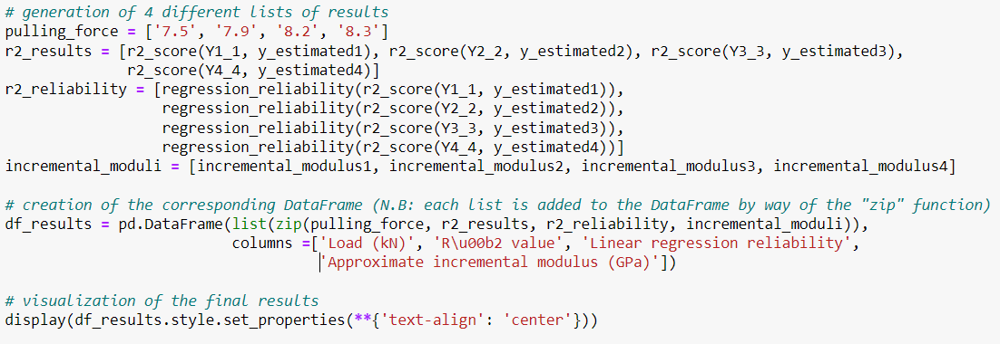 # generation of 4 different lists of results
pulling_force = ['7.5', '7.9', '8.2', '8.3']
r2_results = [r2_score(Y1_1, y_estimated1), r2_score(Y2_2, y_estimated2), r2_score(Y3_3, y_estimated3),
              r2_score(Y4_4, y_estimated4)]
r2_reliability = [regression_reliability(r2_score(Y1_1, y_estimated1)),
                  regression_reliability(r2_score(Y2_2, y_estimated2)),
                  regression_reliability(r2_score(Y3_3, y_estimated3)),
                  regression_reliability(r2_score(Y4_4, y_estimated4))]
incremental_moduli = [incremental_modulus1, incremental_modulus2, incremental_modulus3, incremental_modulus4]

# creation of the corresponding DataFrame (N.B: each list is added to the DataFrame by way of the "zip" function)
df_results = pd.DataFrame(list(zip(pulling_force, r2_results, r2_reliability, incremental_moduli)),
                          columns =['Load (kN)', 'R\u00b2 value', 'Linear regression reliability',
                                    'Approximate incremental modulus (GPa)'])

# visualization of the final results
display(df_results.style.set_properties(**{'text-align': 'center'}))